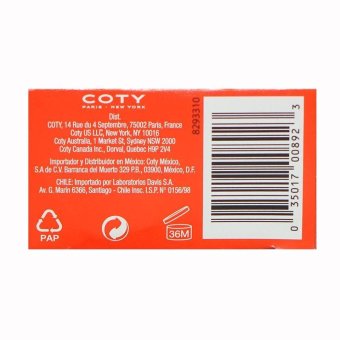 COTY
PARIS - NEW YORK
Dist.
COTY, 14 Rue du 4 Septembre, 75002 Paris, France
Coty US LLC, New York, NY 10016
Coty Australia, 1 Market St, Sydney NSW 2000
Coty Canada Inc., Dorval, Quebec H9P 2V4
Importador y Distribuidor en México: Coty México,
S.A de C.V. Barranca del Muerto 329 P.B., 03900, México, D.F.
CHILE: Importado por Laboratorios Davis S.A.
Av. G. Marín 6366, Santiago - Chile Inst. I.S.P. N° 0156/98
PAP
36M
8293310
0 35017 00892 3